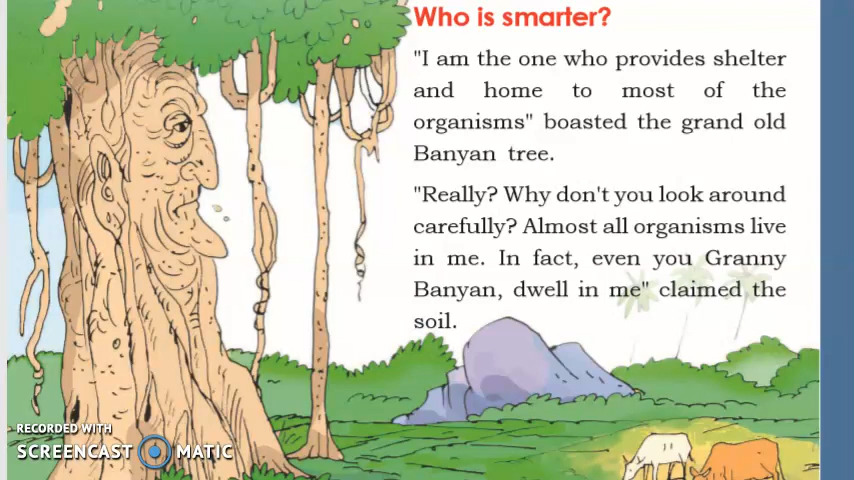 Who is smarter?
"I am the one who provides shelter
and home to most of the
organisms" boasted the grand old
Banyan tree.
"Really? Why don't you look around
carefully? Almost all organisms live
in me. In fact, even you Granny
Banyan, dwell in me" claimed the
soil.
RECORDED WITH
SCREENCAST MATIC